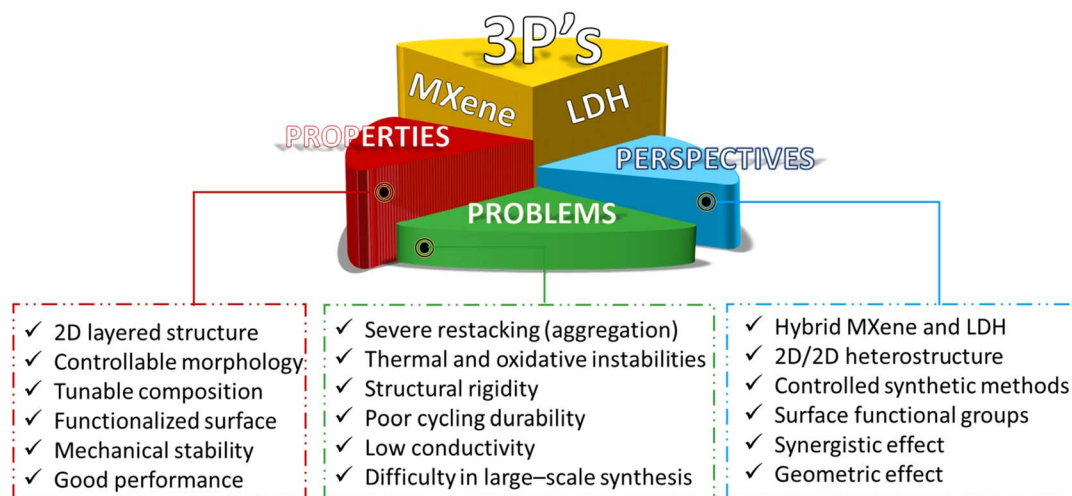 3P's
MXene
LDH
PROPERTIES
PERSPECTIVES
PROBLEMS
✓ 2D layered structure
✓ Controllable morphology
✓ Tunable composition
✓ Functionalized surface
✓ Mechanical stability
✓ Good performance
✓ Severe restacking (aggregation)
✓ Thermal and oxidative instabilities
✓ Structural rigidity
✓ Poor cycling durability
✓ Low conductivity
✓ Difficulty in large–scale synthesis
✓ Hybrid MXene and LDH
✓ 2D/2D heterostructure
✓ Controlled synthetic methods
✓ Surface functional groups
✓ Synergistic effect
✓ Geometric effect